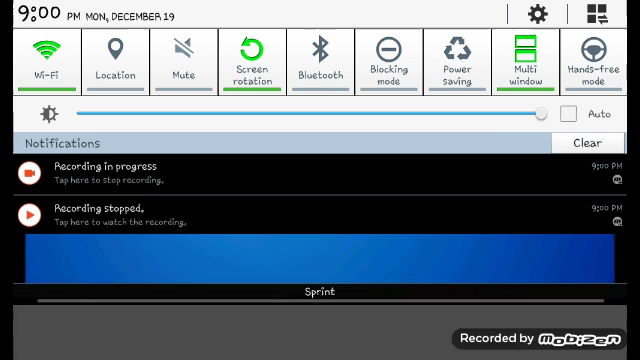 9:00 PM MON, DECEMBER 19
Wi-Fi
Location
Mute
Screen
rotation
Bluetooth
Blocking
mode
Power
saving
Multi
window
Hands-free
mode
Auto
Notifications
Clear
Recording in progress
9:00 PM
Tap here to stop recording.
Recording stopped.
9:00 PM
Tap here to watch the recording.
Sprint
Recorded by MOBIZEN